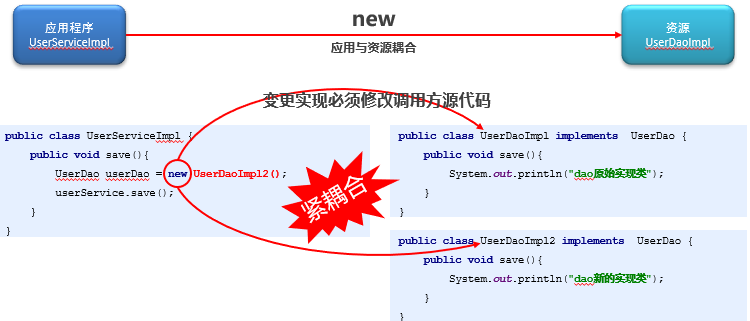 应用程序
UserServiceImpl
new
应用与资源耦合
资源
UserDaoImpl
变更实现必须修改调用方源代码
public class UserServiceImpl {
public void save(){
UserDao userDao = new UserDaoImpl2();
userService.save();
}
}
紧耦合
public class UserDaoImpl implements UserDao {
public void save(){
System.out.println("dao原始实现类");
}
}
public class UserDaoImpl2 implements UserDao {
public void save(){
System.out.println("dao新的实现类");
}
}